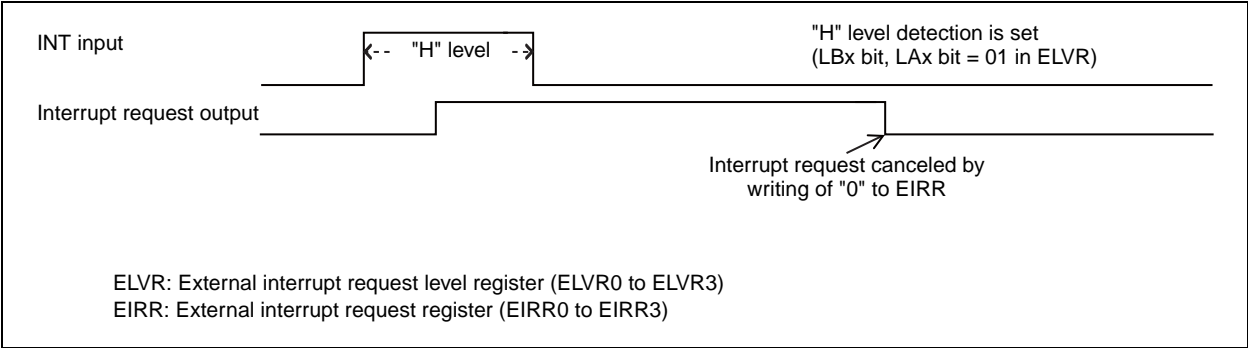 INT input
"H" level
"H" level detection is set
(LBx bit, LAx bit = 01 in ELVR)
Interrupt request output
Interrupt request canceled by
writing of "0" to EIRR
ELVR: External interrupt request level register (ELVR0 to ELVR3)
EIRR: External interrupt request register (EIRR0 to EIRR3)